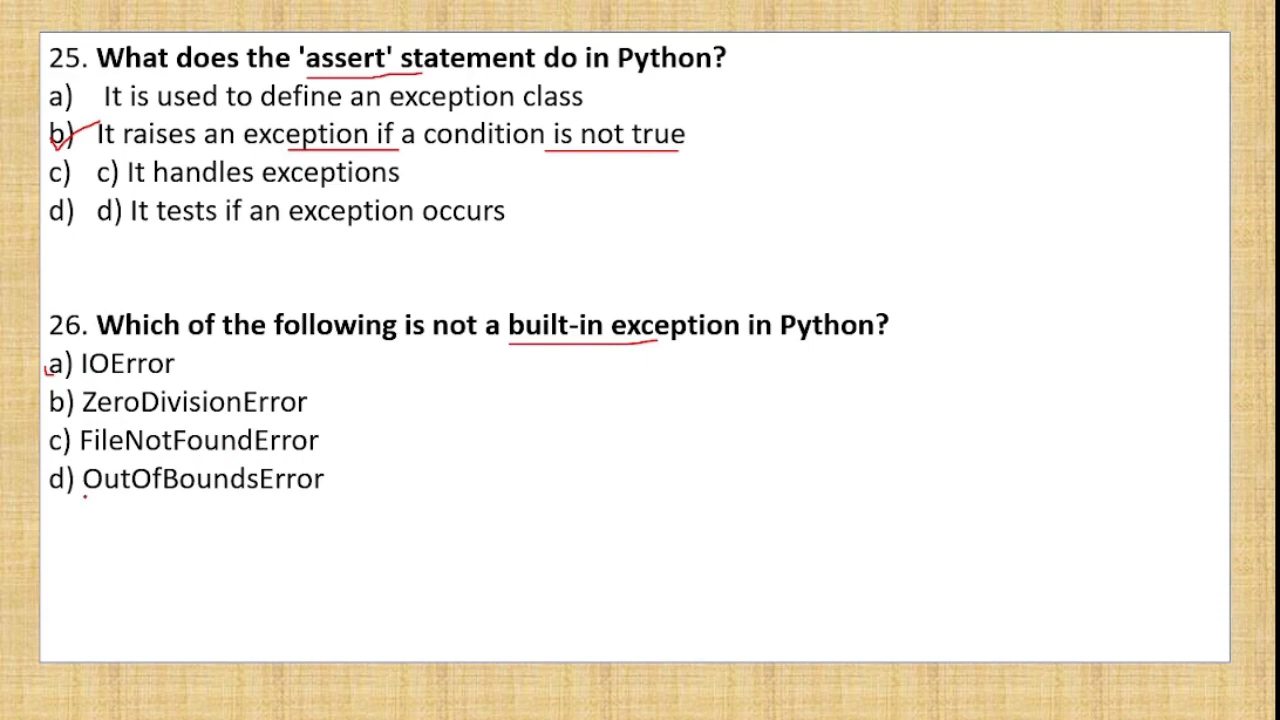 25. What does the 'assert' statement do in Python?
a) It is used to define an exception class
b) It raises an exception if a condition is not true
c) c) It handles exceptions
d) d) It tests if an exception occurs
26. Which of the following is not a built-in exception in Python?
a) IOError
b) ZeroDivisionError
c) FileNotFoundError
d) OutOfBoundsError